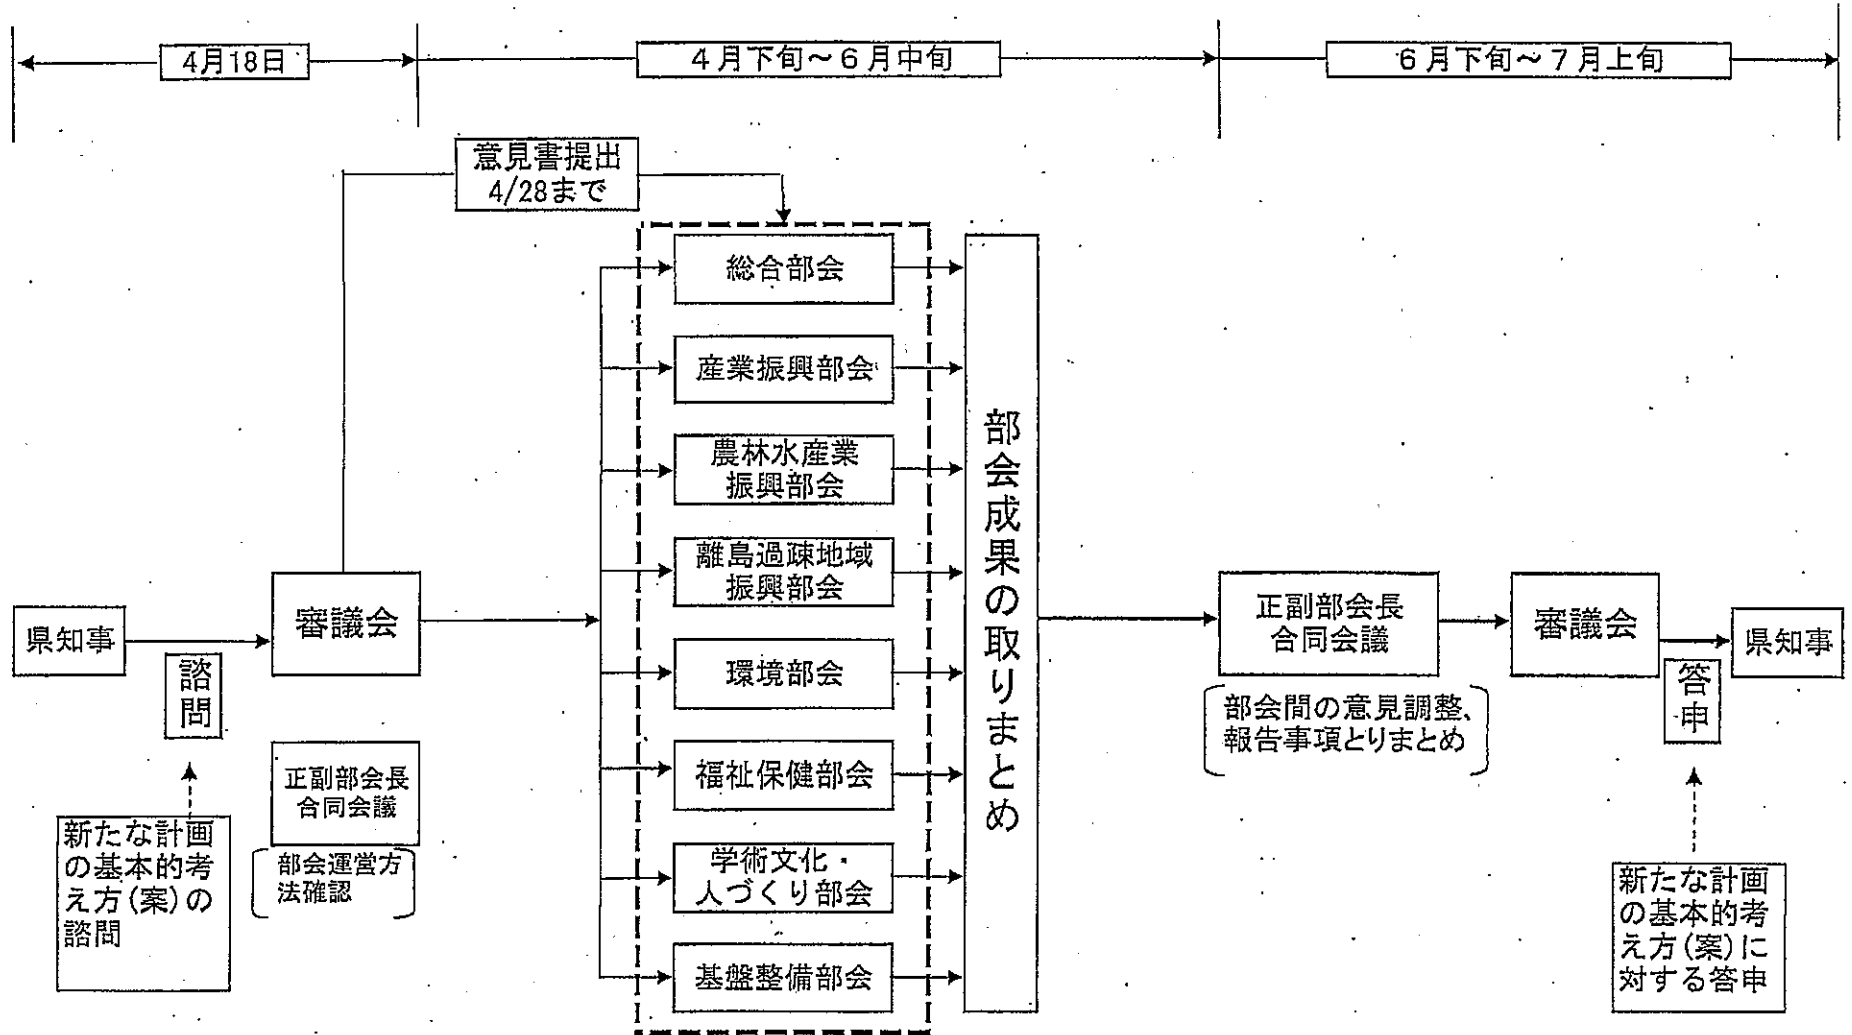 4月18日
4月下旬～6月中旬
6月下旬～7月上旬
意見書提出
4/28まで
総合部会
産業振興部会
農林水産業
振興部会
離島過疎地域
振興部会
環境部会
福祉保健部会
学術文化・
人づくり部会
基盤整備部会
県知事
諮問
新たな計画
の基本的考
え方(案)の
諮問
審議会
正副部会長
合同会議
部会運営方
法確認
部会成果の取りまとめ
正副部会長
合同会議
部会間の意見調整、
報告事項とりまとめ
審議会
答申
県知事
新たな計画
の基本的考
え方(案)に
対する答申